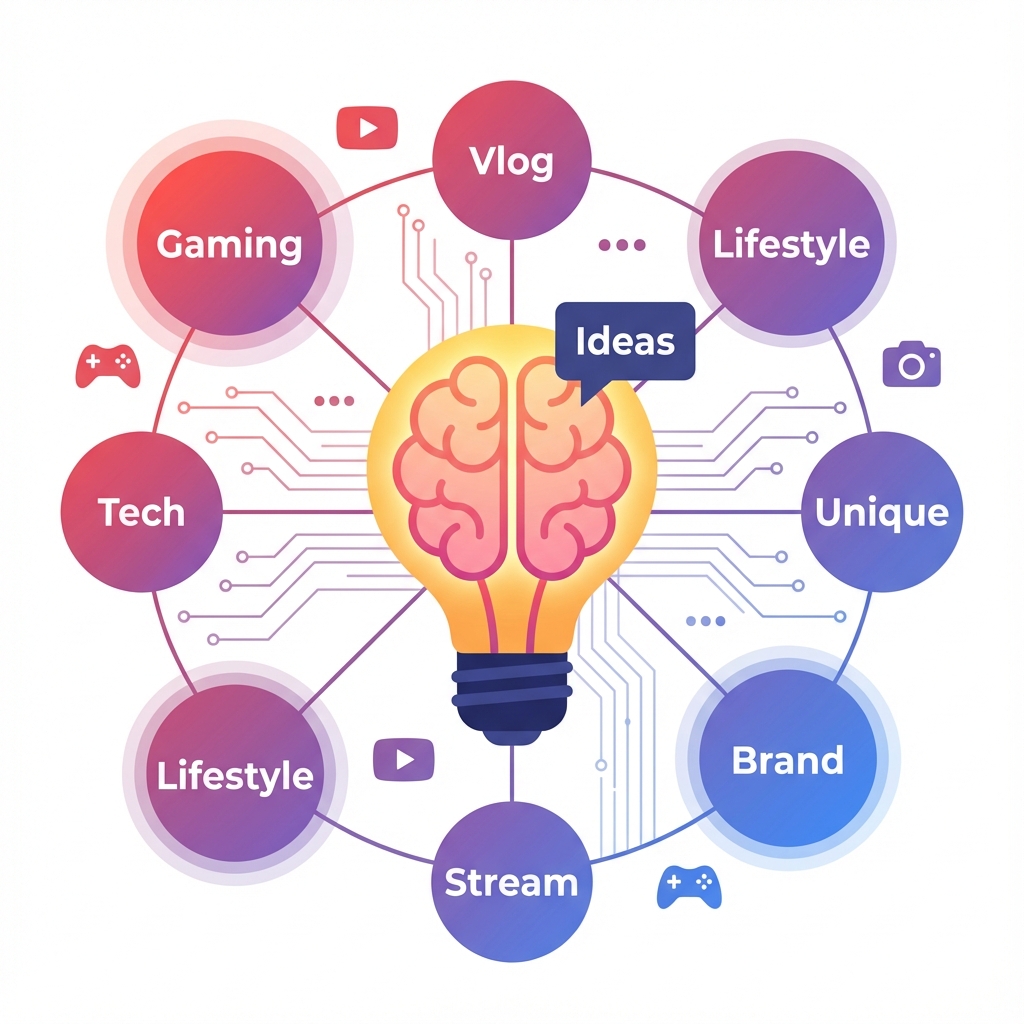 Vlog
Gaming
Lifestyle
Ideas
Tech
Unique
Lifestyle
Brand
Stream